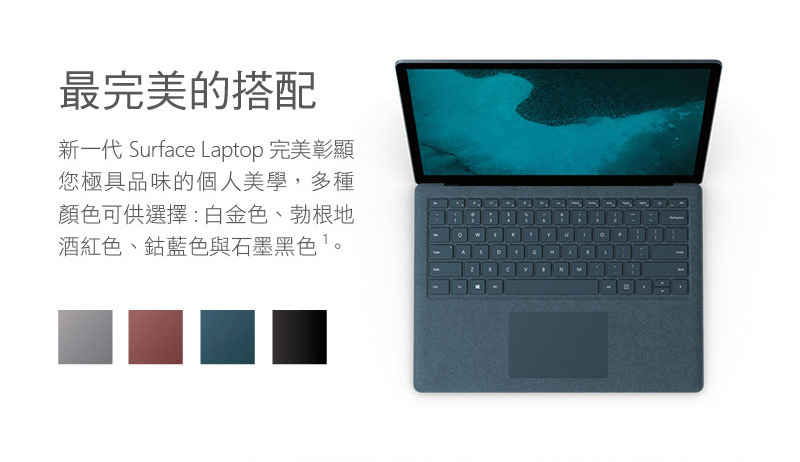 最完美的搭配
新一代 Surface Laptop 完美彰顯
您極具品味的個人美學，多種
顏色可供選擇 : 白金色、勃根地
酒紅色、鈷藍色與石墨黑色 1。
Q W E R T Y U I O P
A S D F G H J K L
Z X C V B N M